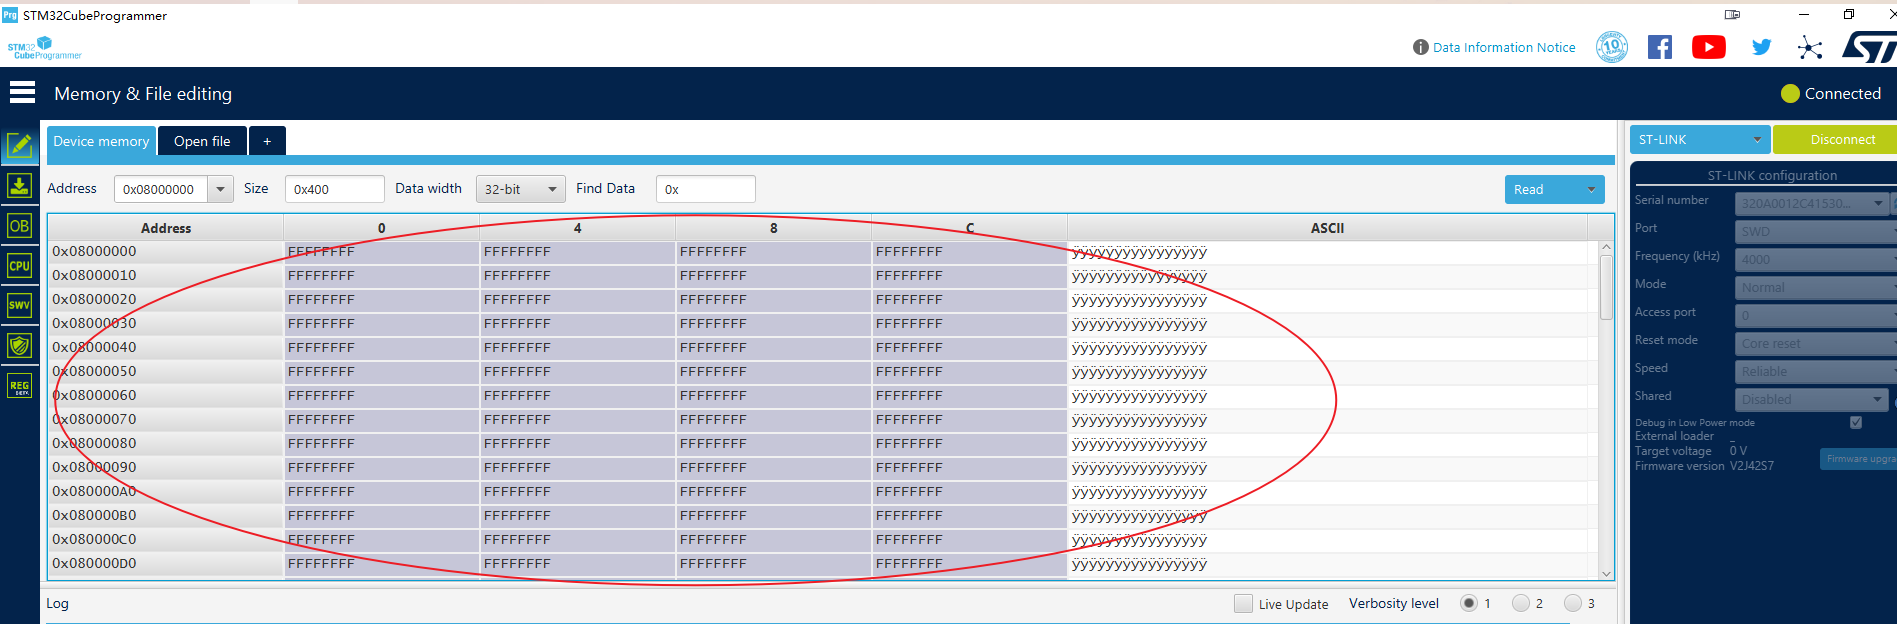 Prg STM32CubeProgrammer
STM32
CubeProgrammer
Data Information Notice
10
Memory & File editing
Connected
Device memory Open file +
ST-LINK Disconnect
Address 0x08000000 Size 0x400 Data width 32-bit Find Data 0x Read
ST-LINK configuration
Serial number 320A0012C41530...
Port SWD
Frequency (kHz) 4000
Mode Normal
Access port 0
Reset mode Core reset
Speed Reliable
Shared Disabled
Debug in Low Power mode
External loader _
Target voltage 0 V
Firmware version V2J42S7 Firmware upgra
OB
CPU
SWV
REG
Address 0 4 8 C ASCII
0x08000000 FFFFFFFF FFFFFFFF FFFFFFFF FFFFFFFF ÿÿÿÿÿÿÿÿÿÿÿÿÿÿÿÿ
0x08000010 FFFFFFFF FFFFFFFF FFFFFFFF FFFFFFFF ÿÿÿÿÿÿÿÿÿÿÿÿÿÿÿÿ
0x08000020 FFFFFFFF FFFFFFFF FFFFFFFF FFFFFFFF ÿÿÿÿÿÿÿÿÿÿÿÿÿÿÿÿ
0x08000030 FFFFFFFF FFFFFFFF FFFFFFFF FFFFFFFF ÿÿÿÿÿÿÿÿÿÿÿÿÿÿÿÿ
0x08000040 FFFFFFFF FFFFFFFF FFFFFFFF FFFFFFFF ÿÿÿÿÿÿÿÿÿÿÿÿÿÿÿÿ
0x08000050 FFFFFFFF FFFFFFFF FFFFFFFF FFFFFFFF ÿÿÿÿÿÿÿÿÿÿÿÿÿÿÿÿ
0x08000060 FFFFFFFF FFFFFFFF FFFFFFFF FFFFFFFF ÿÿÿÿÿÿÿÿÿÿÿÿÿÿÿÿ
0x08000070 FFFFFFFF FFFFFFFF FFFFFFFF FFFFFFFF ÿÿÿÿÿÿÿÿÿÿÿÿÿÿÿÿ
0x08000080 FFFFFFFF FFFFFFFF FFFFFFFF FFFFFFFF ÿÿÿÿÿÿÿÿÿÿÿÿÿÿÿÿ
0x08000090 FFFFFFFF FFFFFFFF FFFFFFFF FFFFFFFF ÿÿÿÿÿÿÿÿÿÿÿÿÿÿÿÿ
0x080000A0 FFFFFFFF FFFFFFFF FFFFFFFF FFFFFFFF ÿÿÿÿÿÿÿÿÿÿÿÿÿÿÿÿ
0x080000B0 FFFFFFFF FFFFFFFF FFFFFFFF FFFFFFFF ÿÿÿÿÿÿÿÿÿÿÿÿÿÿÿÿ
0x080000C0 FFFFFFFF FFFFFFFF FFFFFFFF FFFFFFFF ÿÿÿÿÿÿÿÿÿÿÿÿÿÿÿÿ
0x080000D0 FFFFFFFF FFFFFFFF FFFFFFFF FFFFFFFF ÿÿÿÿÿÿÿÿÿÿÿÿÿÿÿÿ
Log Live Update Verbosity level 1 2 3